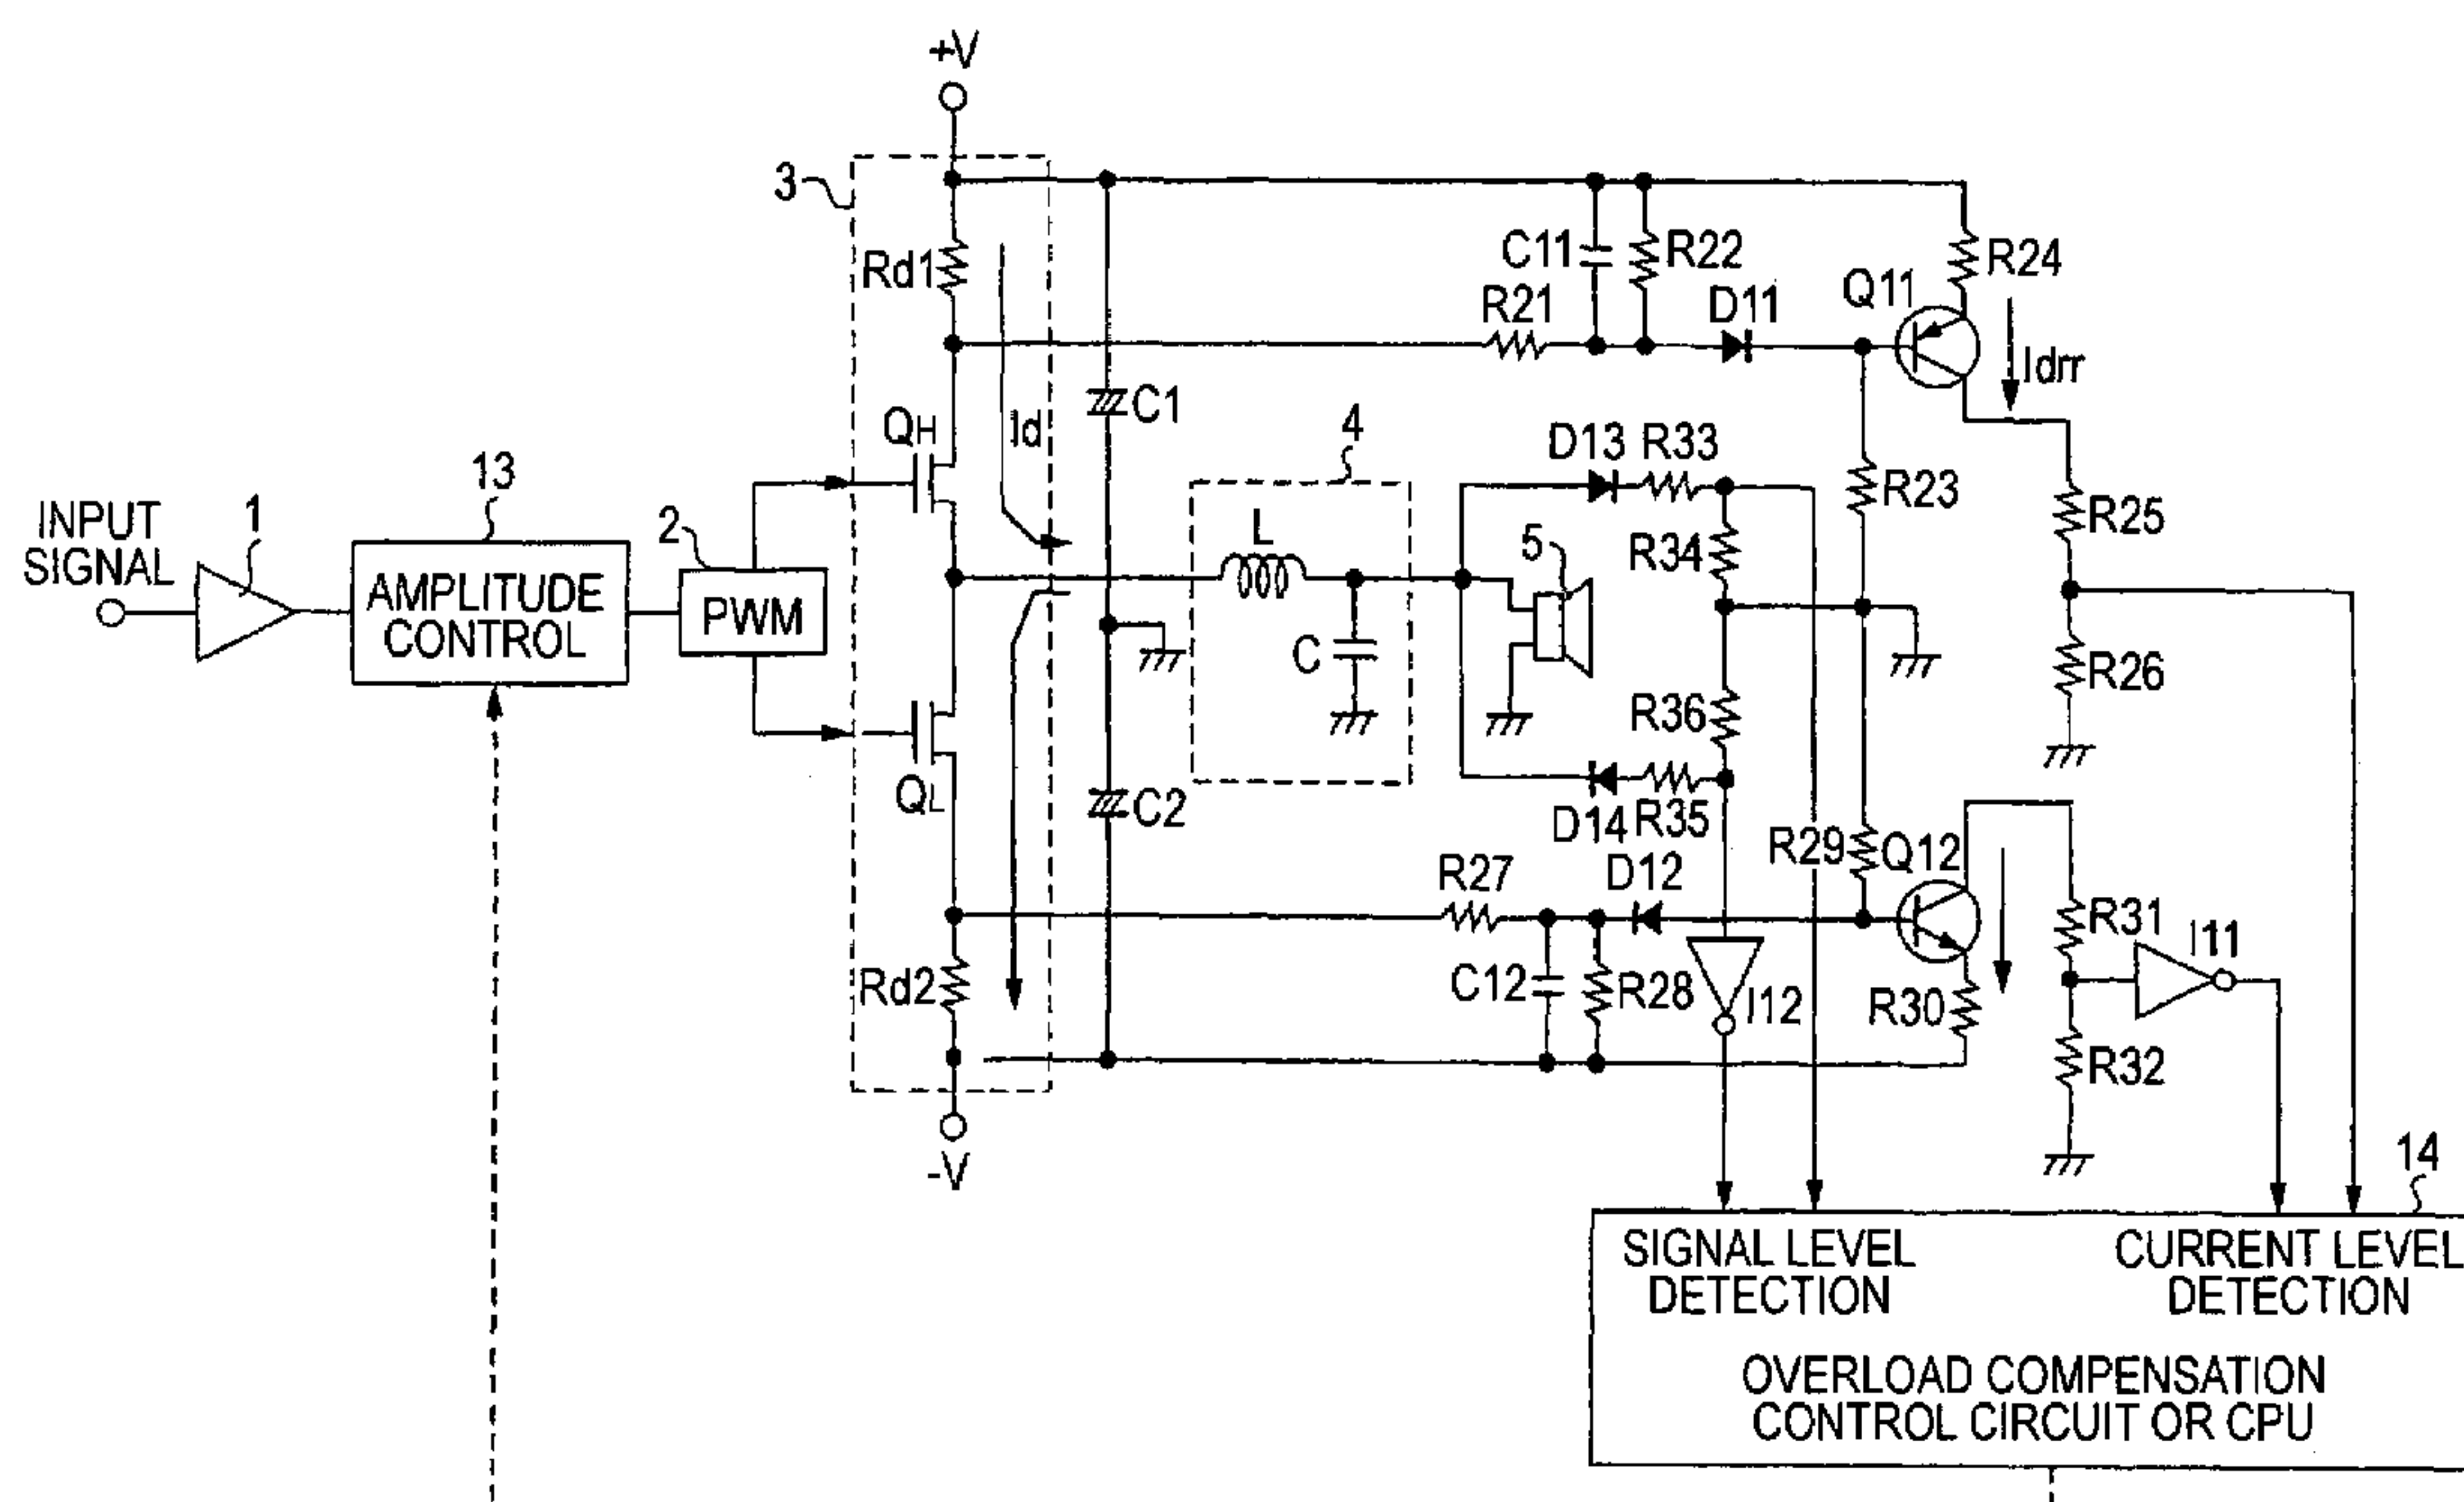 +V
3
Rd1
C11
R22
R24
Q11
R21
D11
Idrr
C1
QH
Id
4
D13
R33
R23
13
INPUT
SIGNAL
1
2
L
5
R34
R25
AMPLITUDE
CONTROL
PWM
C
R36
R26
QL
C2
D14
R35
R29
Q12
R27
D12
R31
I11
Rd2
C12
R28
I12
R30
R32
-V
14
SIGNAL LEVEL
DETECTION
CURRENT LEVEL
DETECTION
OVERLOAD COMPENSATION
CONTROL CIRCUIT OR CPU